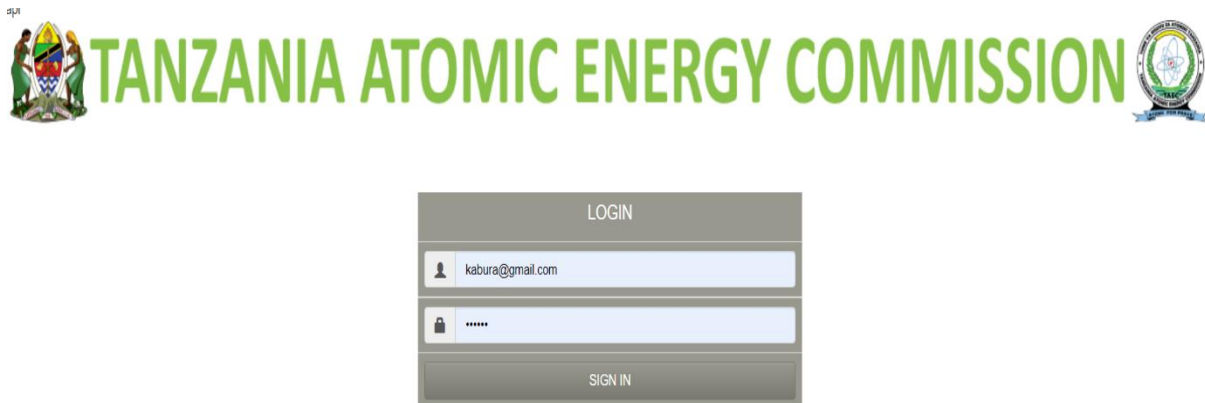 TANZANIA ATOMIC ENERGY COMMISSION
LOGIN
kabura@gmail.com
••••••
SIGN IN